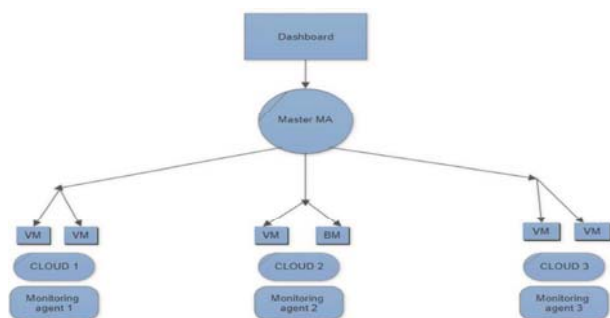 Dashboard
Master MA
VM VM VM BM VM VM
CLOUD 1 CLOUD 2 CLOUD 3
Monitoring Monitoring Monitoring
agent 1 agent 2 agent 3